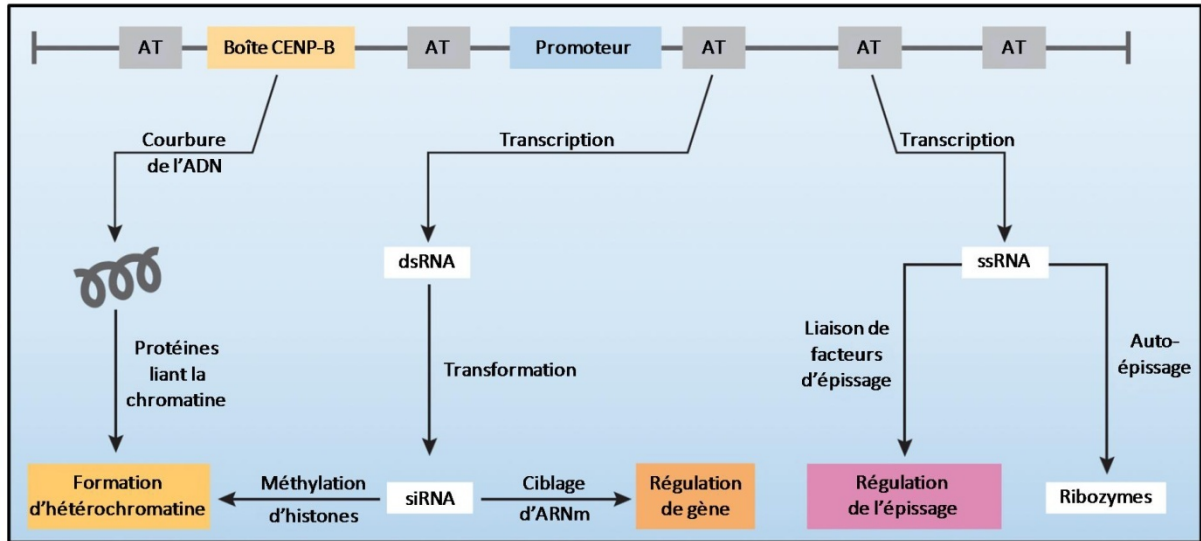 AT Boîte CENP-B AT Promoteur AT AT AT
Courbure
de l'ADN
Transcription
Transcription
dsRNA
ssRNA
Protéines
liant la
chromatine
Transformation
Liaison de
facteurs
d'épissage
Auto-
épissage
Formation
d'hétérochromatine
Méthylation
d'histones
siRNA
Ciblage
d'ARNm
Régulation
de gène
Régulation
de l'épissage
Ribozymes